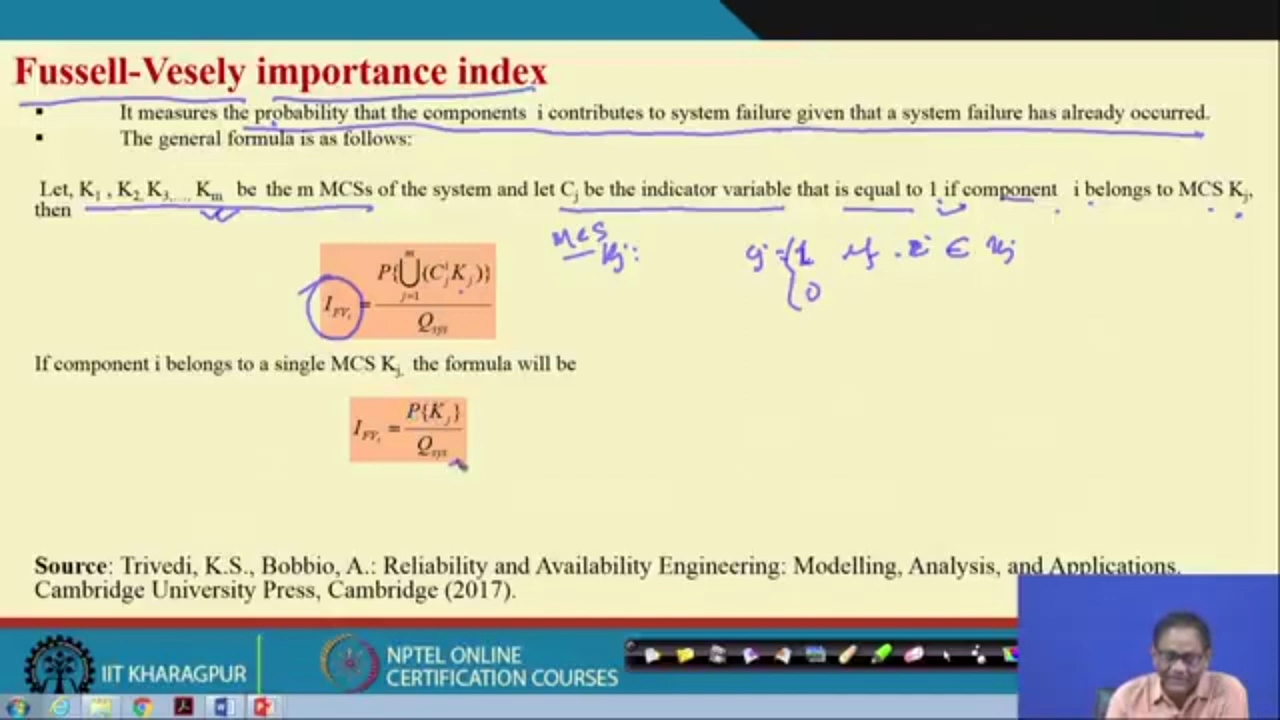 Fussell-Vesely importance index
▪ It measures the probability that the components i contributes to system failure given that a system failure has already occurred.
▪ The general formula is as follows:
Let, K1 , K2, K3,...., Km be the m MCSs of the system and let Cj be the indicator variable that is equal to 1 if component i belongs to MCS Kj,
then
MCS
Kj:
Cj = { 1 if i ∈ Kj
0
I_FVi = P{⋃_{j=1}^{m}(C_j^i K_j)} / Q_sys
If component i belongs to a single MCS Kj, the formula will be
I_FVi = P{K_j} / Q_sys
Source: Trivedi, K.S., Bobbio, A.: Reliability and Availability Engineering: Modelling, Analysis, and Applications.
Cambridge University Press, Cambridge (2017).
IIT KHARAGPUR
NPTEL ONLINE
CERTIFICATION COURSES